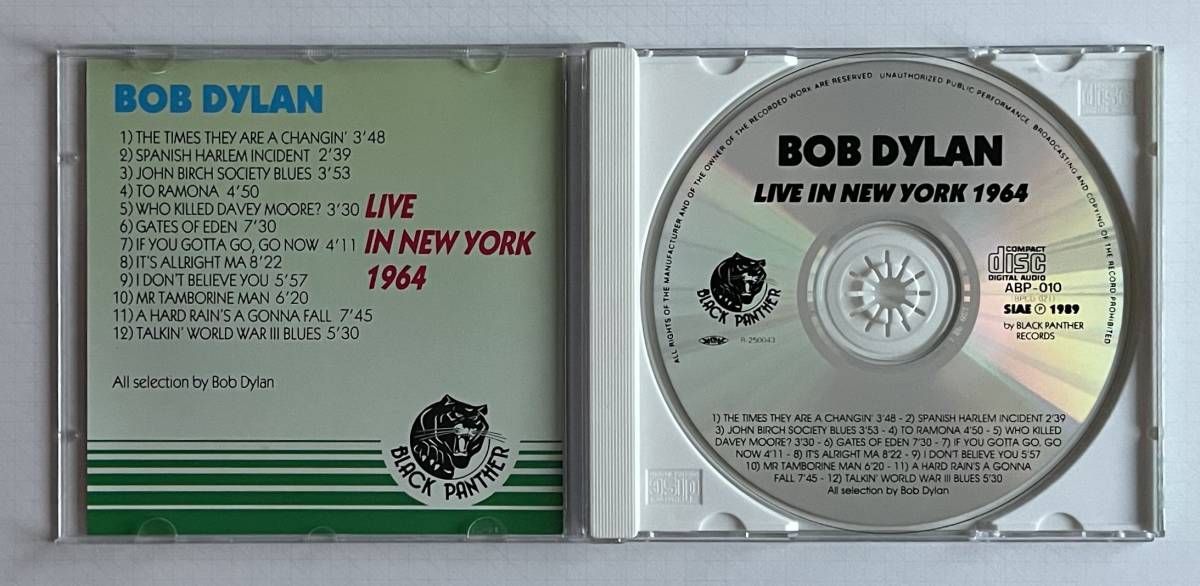 BOB DYLAN
1) THE TIMES THEY ARE A CHANGIN' 3'48
2) SPANISH HARLEM INCIDENT 2'39
3) JOHN BIRCH SOCIETY BLUES 3'53
4) TO RAMONA 4'50
5) WHO KILLED DAVEY MOORE? 3'30
6) GATES OF EDEN 7'30
7) IF YOU GOTTA GO, GO NOW 4'11
8) IT'S ALLRIGHT MA 8'22
9) I DON'T BELIEVE YOU 5'57
10) MR TAMBORINE MAN 6'20
11) A HARD RAIN'S A GONNA FALL 7'45
12) TALKIN' WORLD WAR III BLUES 5'30
LIVE
IN NEW YORK
1964
All selection by Bob Dylan
BLACK PANTHER
ALL RIGHTS OF THE MANUFACTURER AND OF THE OWNER OF THE RECORDED WORK ARE RESERVED UNAUTHORIZED PUBLIC PERFORMANCE BROADCASTING AND COPYING OF THE RECORD PROHIBITED
BOB DYLAN
LIVE IN NEW YORK 1964
BLACK PANTHER
R-250043
COMPACT
disc
DIGITAL AUDIO
ABP-010
SIAE ℗ 1989
by BLACK PANTHER
RECORDS
1) THE TIMES THEY ARE A CHANGIN' 3'48 - 2) SPANISH HARLEM INCIDENT 2'39
3) JOHN BIRCH SOCIETY BLUES 3'53 - 4) TO RAMONA 4'50 - 5) WHO KILLED
DAVEY MOORE? 3'30 - 6) GATES OF EDEN 7'30 - 7) IF YOU GOTTA GO, GO
NOW 4'11 - 8) IT'S ALRIGHT MA 8'22 - 9) I DON'T BELIEVE YOU 5'57
10) MR TAMBORINE MAN 6'20 - 11) A HARD RAIN'S A GONNA
FALL 7'45 - 12) TALKIN' WORLD WAR III BLUES 5'30
All selection by Bob Dylan
disc
disc